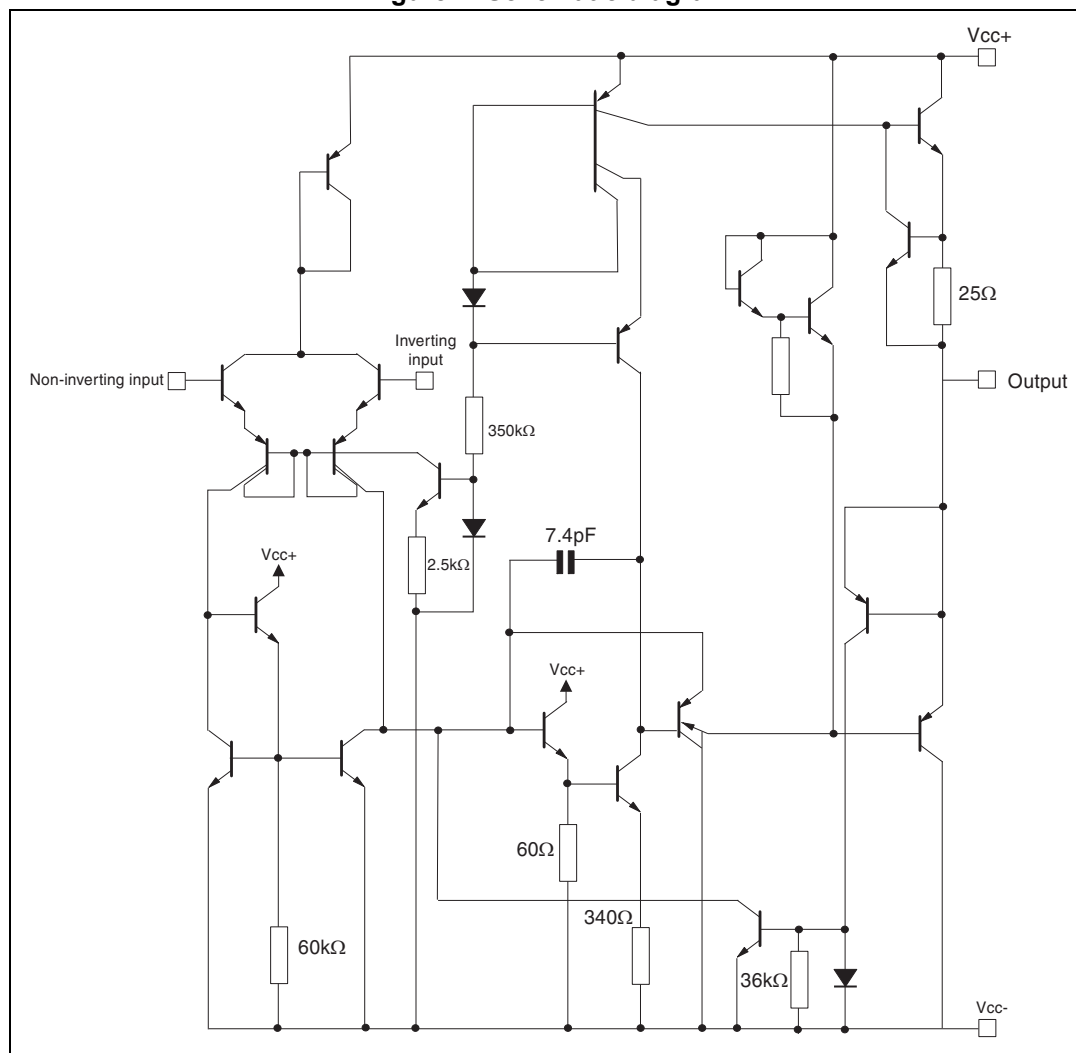 Vcc+
25Ω
Inverting
input
Non-inverting input
Output
350kΩ
7.4pF
2.5kΩ
Vcc+
Vcc+
60Ω
340Ω
60kΩ
36kΩ
Vcc-